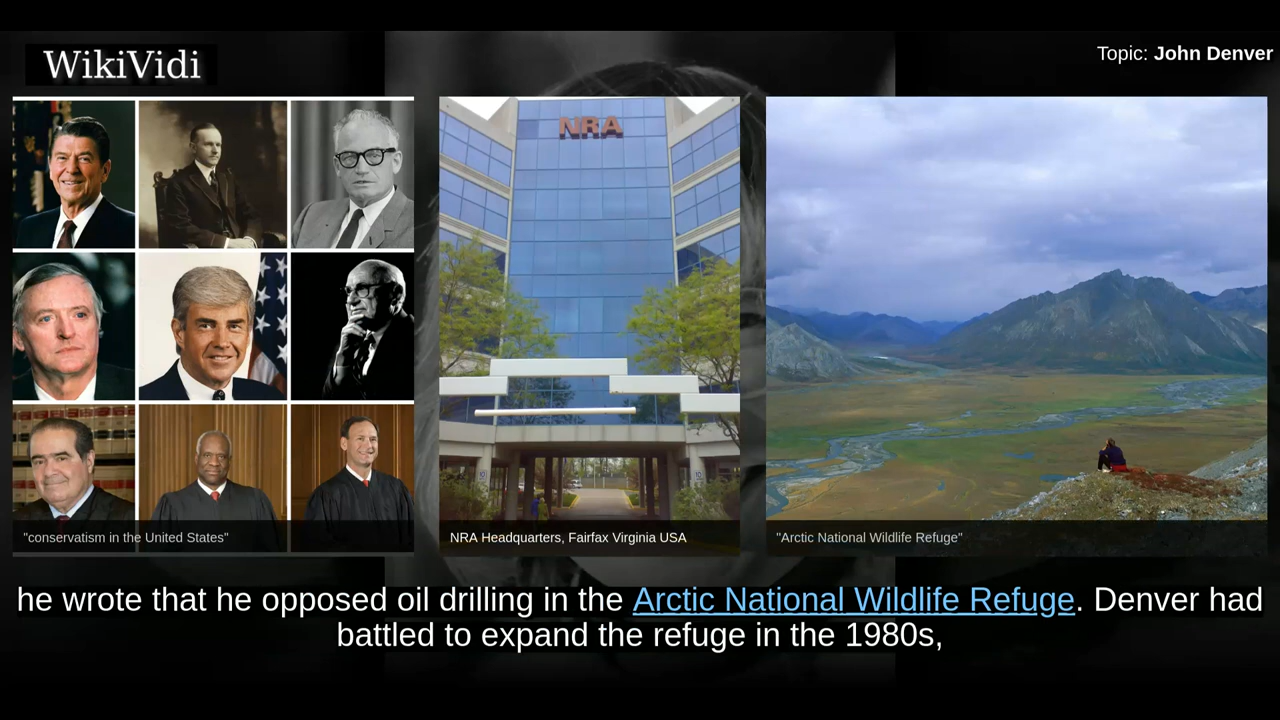 WikiVidi
Topic: John Denver
NRA
"conservatism in the United States"
NRA Headquarters, Fairfax Virginia USA
"Arctic National Wildlife Refuge"
he wrote that he opposed oil drilling in the Arctic National Wildlife Refuge. Denver had
battled to expand the refuge in the 1980s,